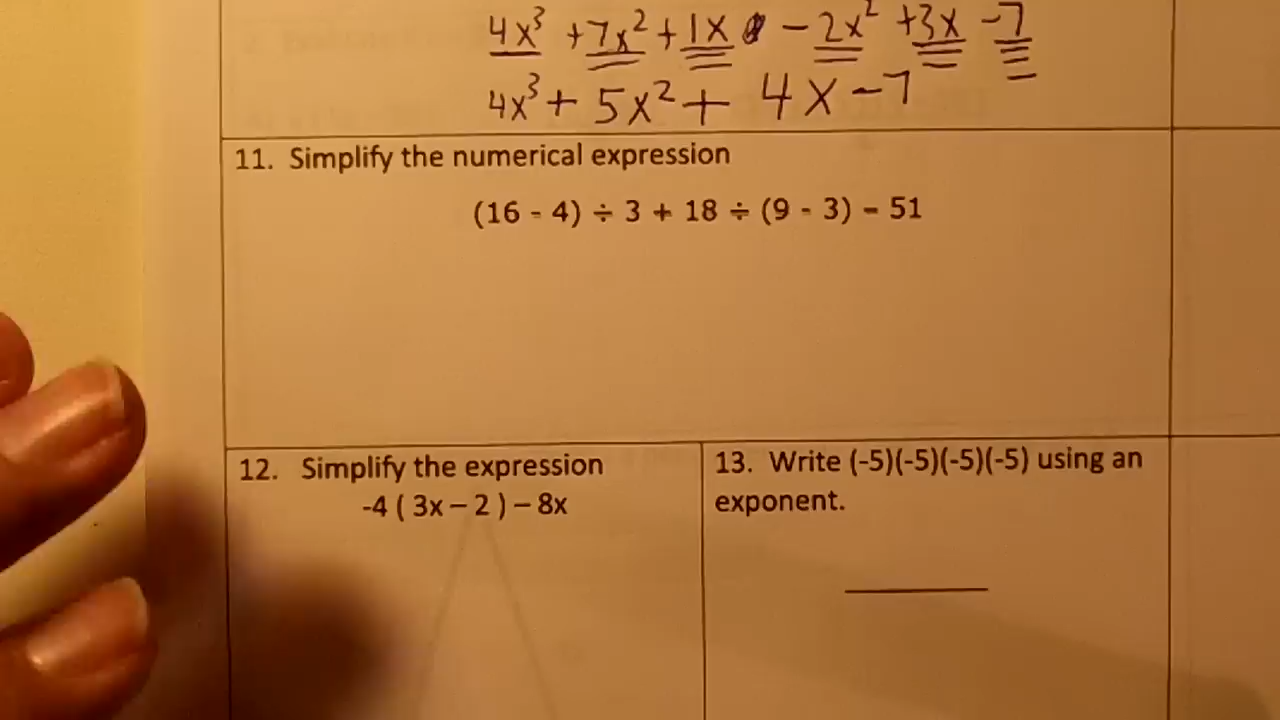 4x³ + 7x² + 1x - 2x² + 3x - 7
4x³ + 5x² + 4x - 7
11. Simplify the numerical expression
(16 - 4) ÷ 3 + 18 ÷ (9 - 3) - 51
12. Simplify the expression
-4 ( 3x – 2 ) – 8x
13. Write (-5)(-5)(-5)(-5) using an
exponent.